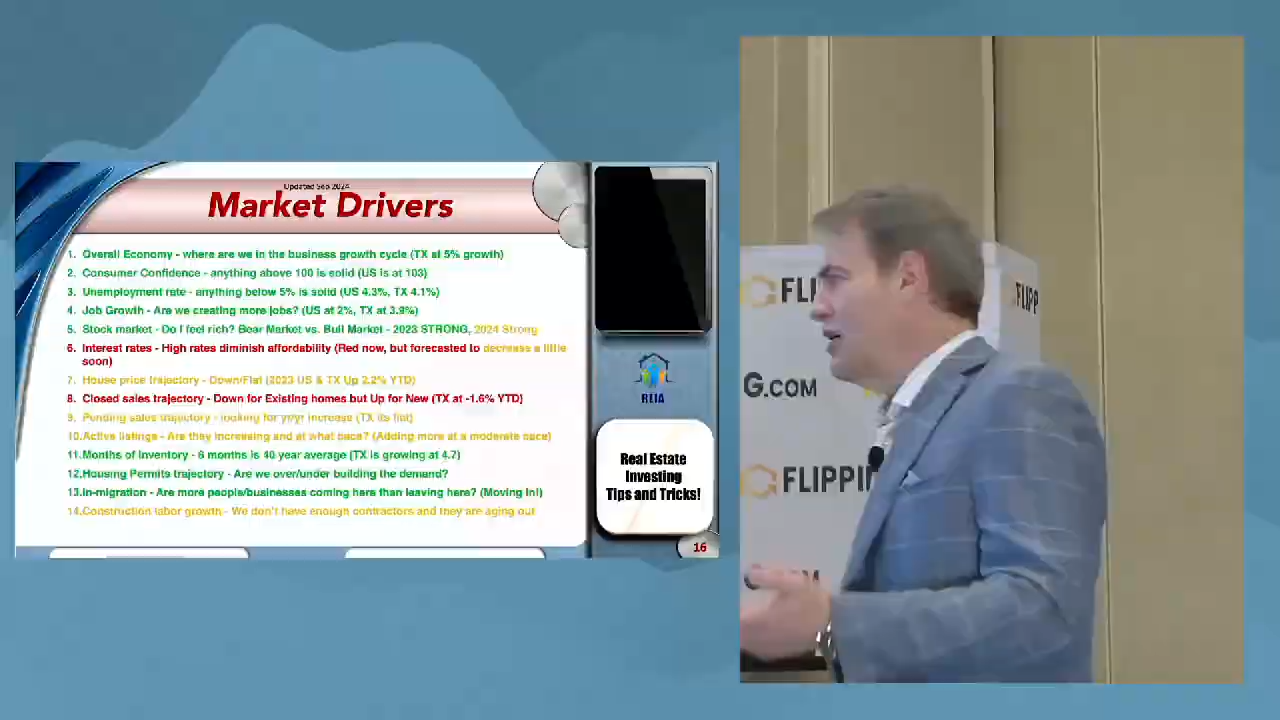 Updated Sep 2024
Market Drivers
1. Overall Economy - where are we in the business growth cycle (TX at 5% growth)
2. Consumer Confidence - anything above 100 is solid (US is at 103)
3. Unemployment rate - anything below 5% is solid (US 4.3%, TX 4.1%)
4. Job Growth - Are we creating more jobs? (US at 2%, TX at 3.9%)
5. Stock market - Do I feel rich? Bear Market vs. Bull Market - 2023 STRONG, 2024 Strong
6. Interest rates - High rates diminish affordability (Red now, but forecasted to decrease a little
soon)
7. House price trajectory - Down/Flat (2023 US & TX Up 2.2% YTD)
8. Closed sales trajectory - Down for Existing homes but Up for New (TX at -1.6% YTD)
9. Pending sales trajectory - looking for yr/yr increase (TX its flat)
10. Active listings - Are they increasing and at what pace? (Adding more at a moderate pace)
11. Months of Inventory - 6 months is 40 year average (TX is growing at 4.7)
12. Housing Permits trajectory - Are we over/under building the demand?
13. In-migration - Are more people/businesses coming here than leaving here? (Moving In!)
14. Construction labor growth - We don't have enough contractors and they are aging out
REIA
Real Estate
Investing
Tips and Tricks!
16
FLI
FLIPP
G.COM
FLIPPIN